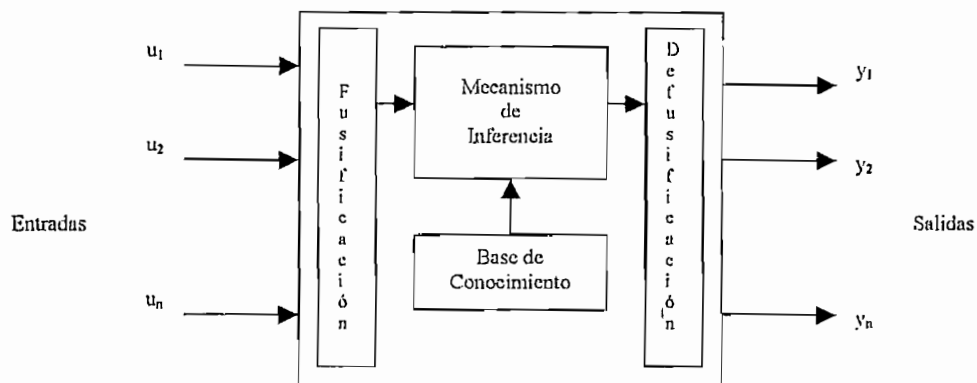 u1
u2
un
Entradas
Fusificación
Mecanismo
de
Inferencia
Base de
Conocimiento
Defusificación
y1
y2
yn
Salidas